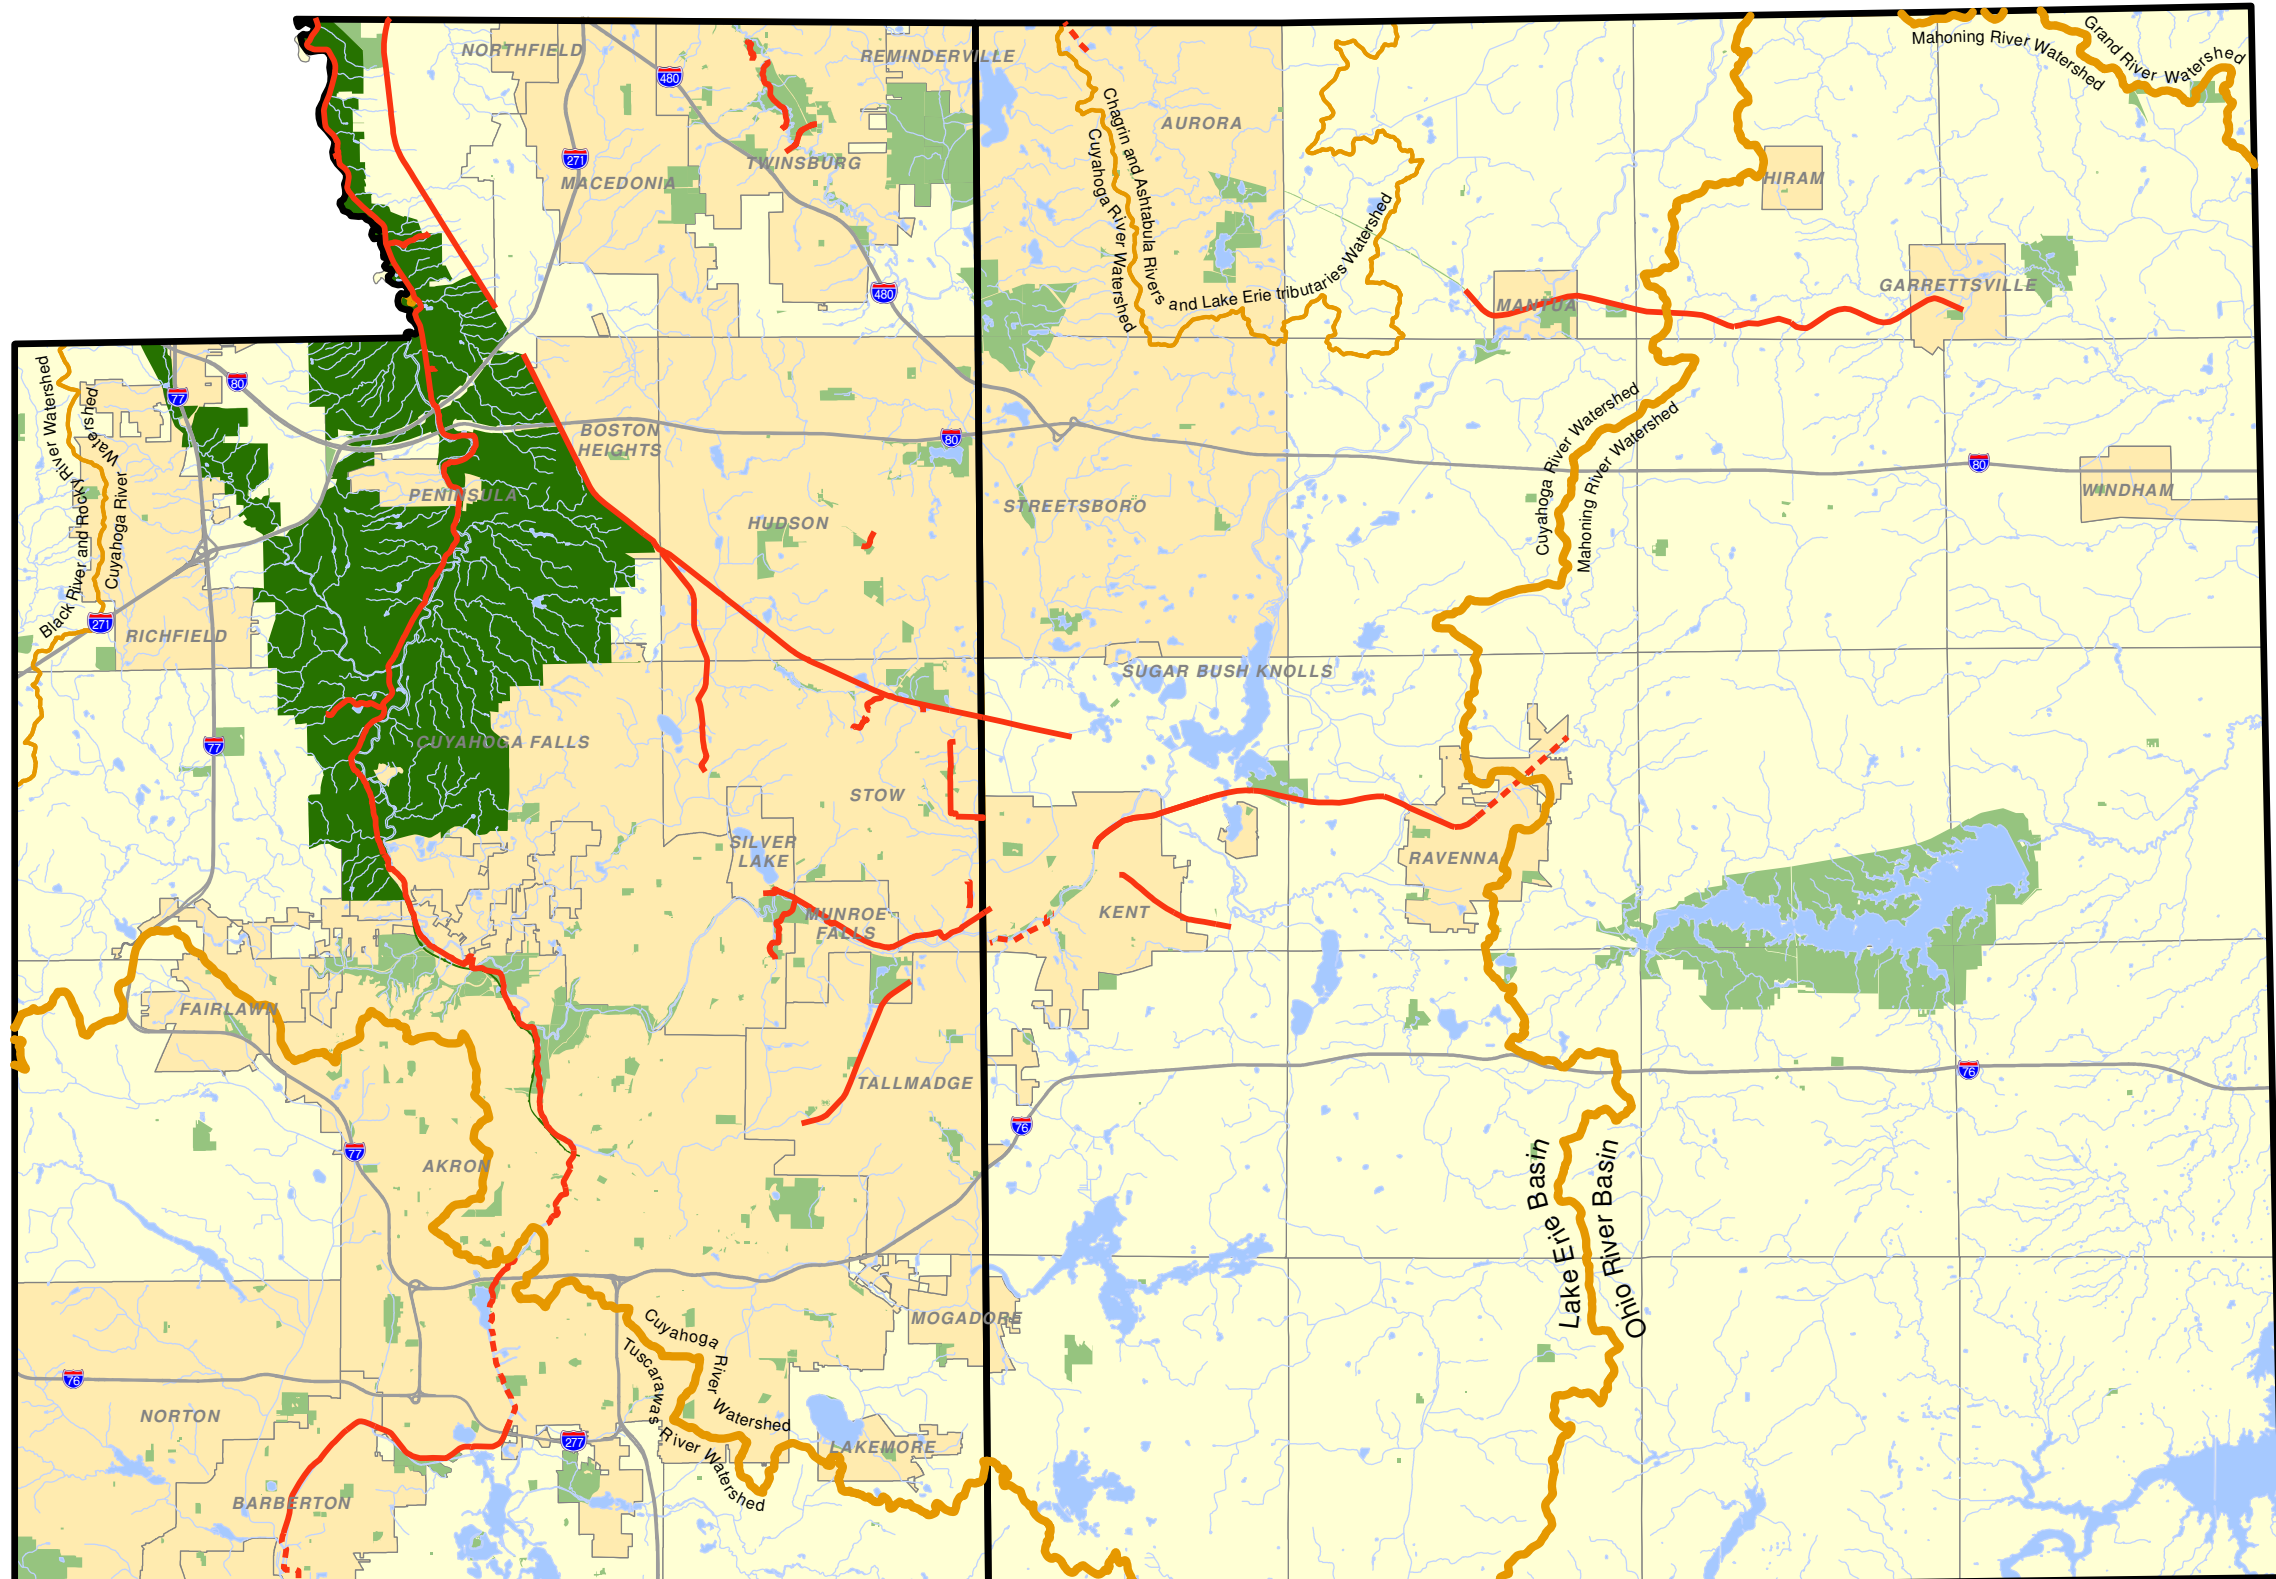 NORTHFIELD
REMINDERVILLE
480
271
MACEDONIA
TWINSBURG
480
AURORA
Chagrin and Ashtabula Rivers
and Lake Erie tributaries Watershed
Cuyahoga River Watershed
Grand River Watershed
Mahoning River Watershed
HIRAM
MANTUA
GARRETTSVILLE
Black River and Rocky River Watershed
Cuyahoga River
Watershed
77
80
BOSTON
HEIGHTS
80
PENINSULA
HUDSON
STREETSBORO
Cuyahoga River Watershed
Mahoning River Watershed
80
WINDHAM
271
RICHFIELD
SUGAR BUSH KNOLLS
77
CUYAHOGA FALLS
STOW
SILVER
LAKE
MUNROE
FALLS
KENT
RAVENNA
FAIRLAWN
TALLMADGE
76
76
77
AKRON
Lake Erie Basin
Ohio River Basin
MOGADORE
Cuyahoga River Watershed
Tuscarawas River Watershed
76
NORTON
277
LAKEMORE
BARBERTON